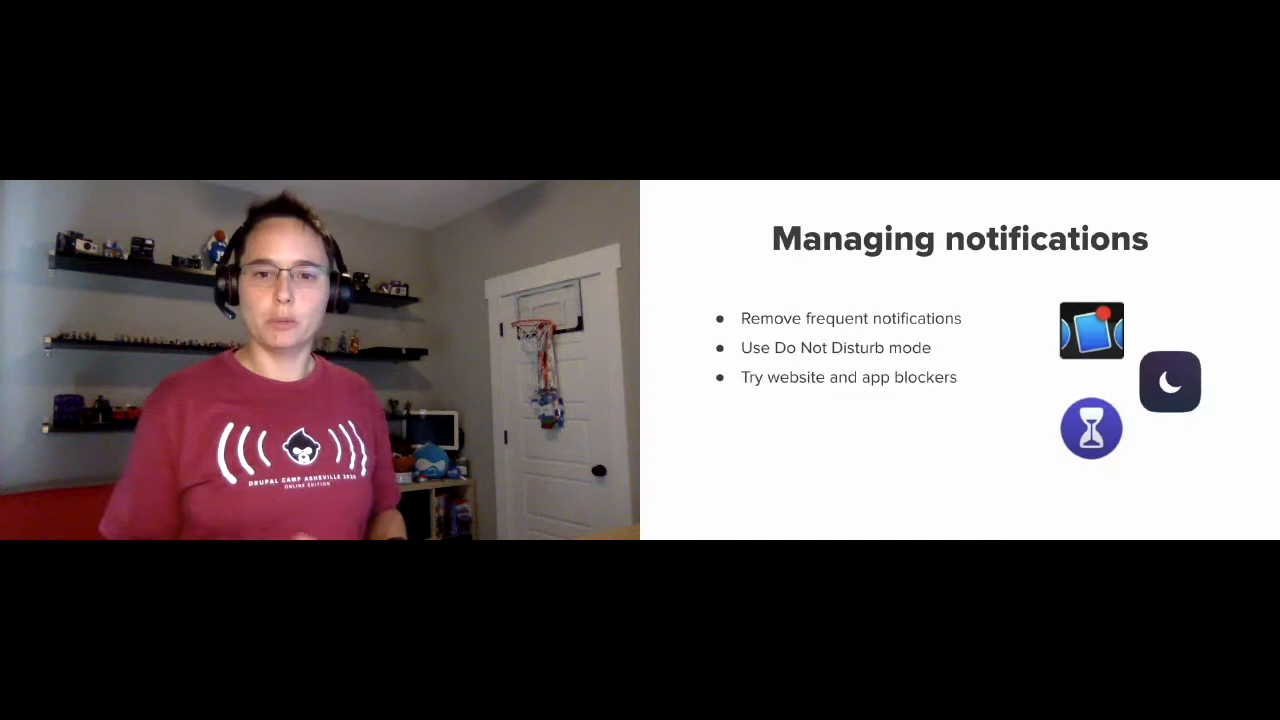 Managing notifications
● Remove frequent notifications
● Use Do Not Disturb mode
● Try website and app blockers
DRUPAL CAMP ASHEVILLE 2020
ONLINE EDITION